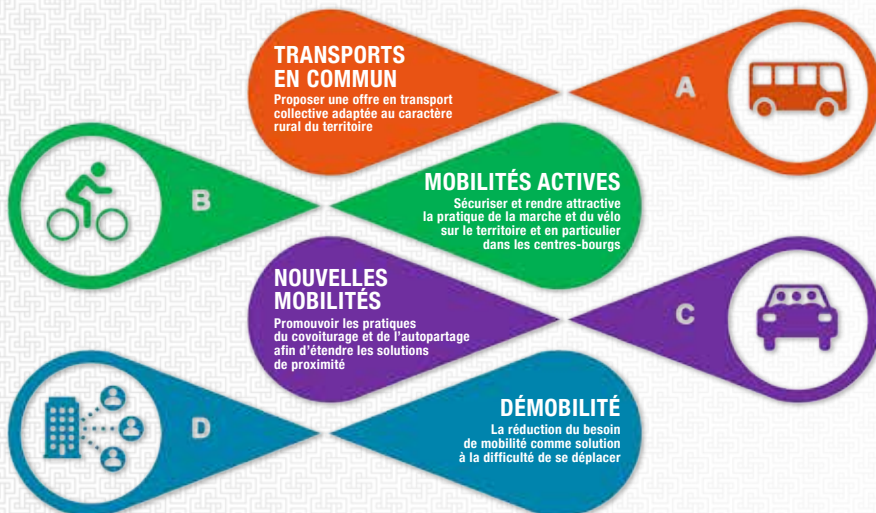 TRANSPORTS
EN COMMUN
Proposer une offre en transport
collective adaptée au caractère
rural du territoire
A
B
MOBILITÉS ACTIVES
Sécuriser et rendre attractive
la pratique de la marche et du vélo
sur le territoire et en particulier
dans les centres-bourgs
NOUVELLES
MOBILITÉS
Promouvoir les pratiques
du covoiturage et de l'autopartage
afin d'étendre les solutions
de proximité
C
D
DÉMOBILITÉ
La réduction du besoin
de mobilité comme solution
à la difficulté de se déplacer